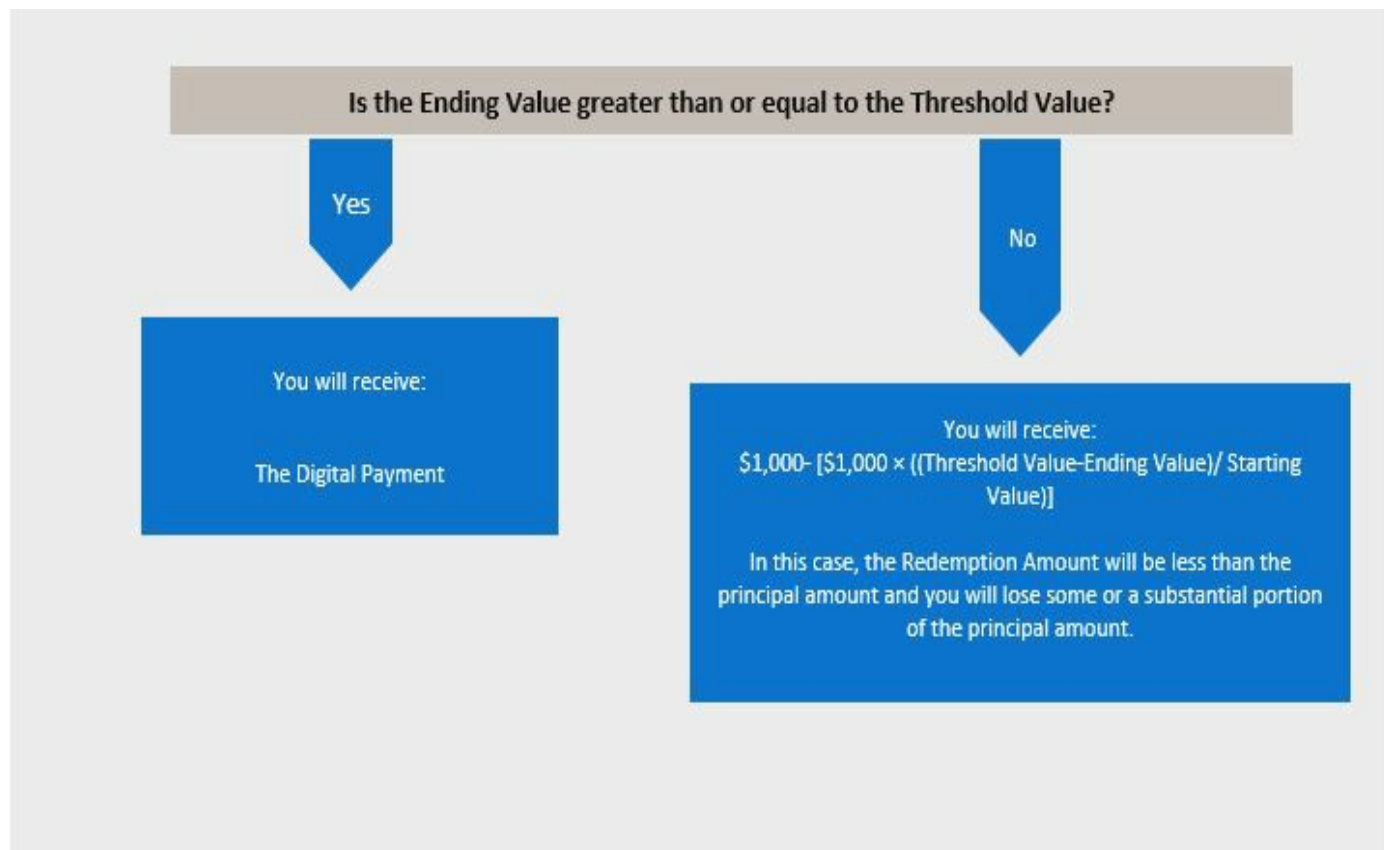 Is the Ending Value greater than or equal to the Threshold Value?
Yes
No
You will receive:
The Digital Payment
You will receive:
$1,000- [$1,000 × ((Threshold Value-Ending Value)/ Starting
Value)]
In this case, the Redemption Amount will be less than the
principal amount and you will lose some or a substantial portion
of the principal amount.